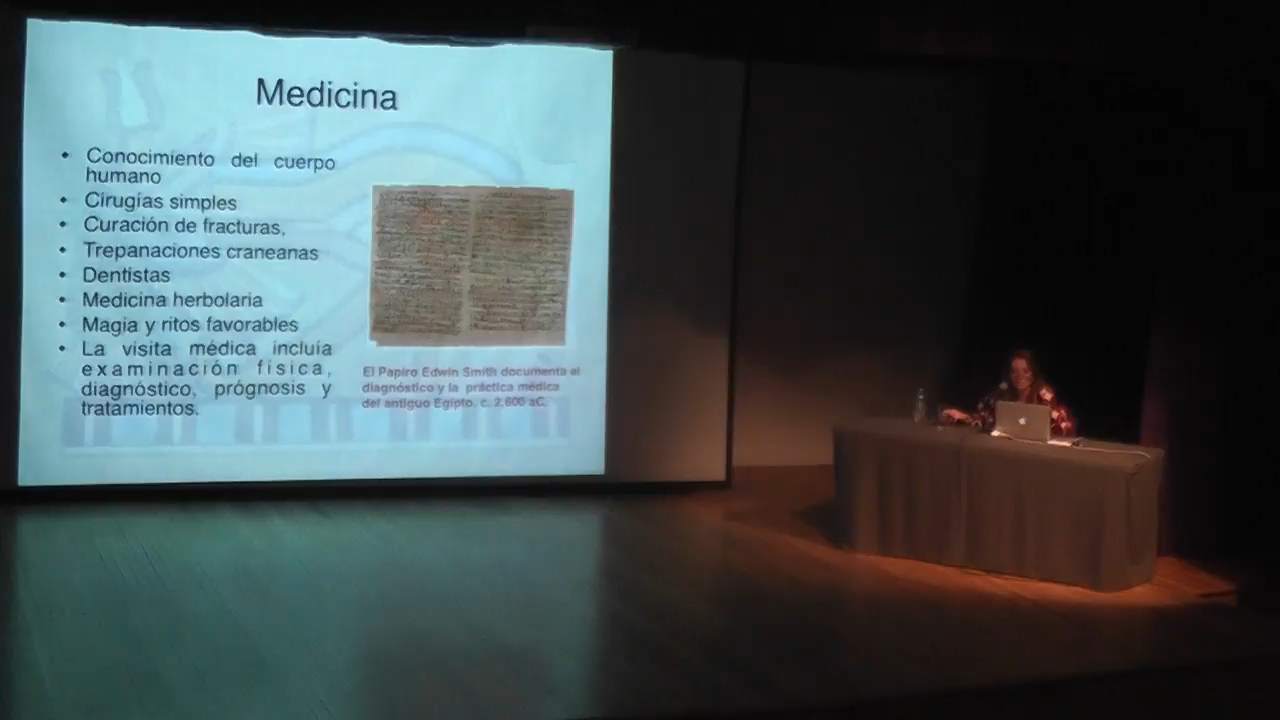 Medicina
• Conocimiento del cuerpo
humano
• Cirugías simples
• Curación de fracturas,
• Trepanaciones craneanas
• Dentistas
• Medicina herbolaria
• Magia y ritos favorables
• La visita médica incluía
examinación física,
diagnóstico, prógnosis y
tratamientos.
El Papiro Edwin Smith documenta el
diagnóstico y la práctica médica
del antiguo Egipto. c. 2,600 aC.